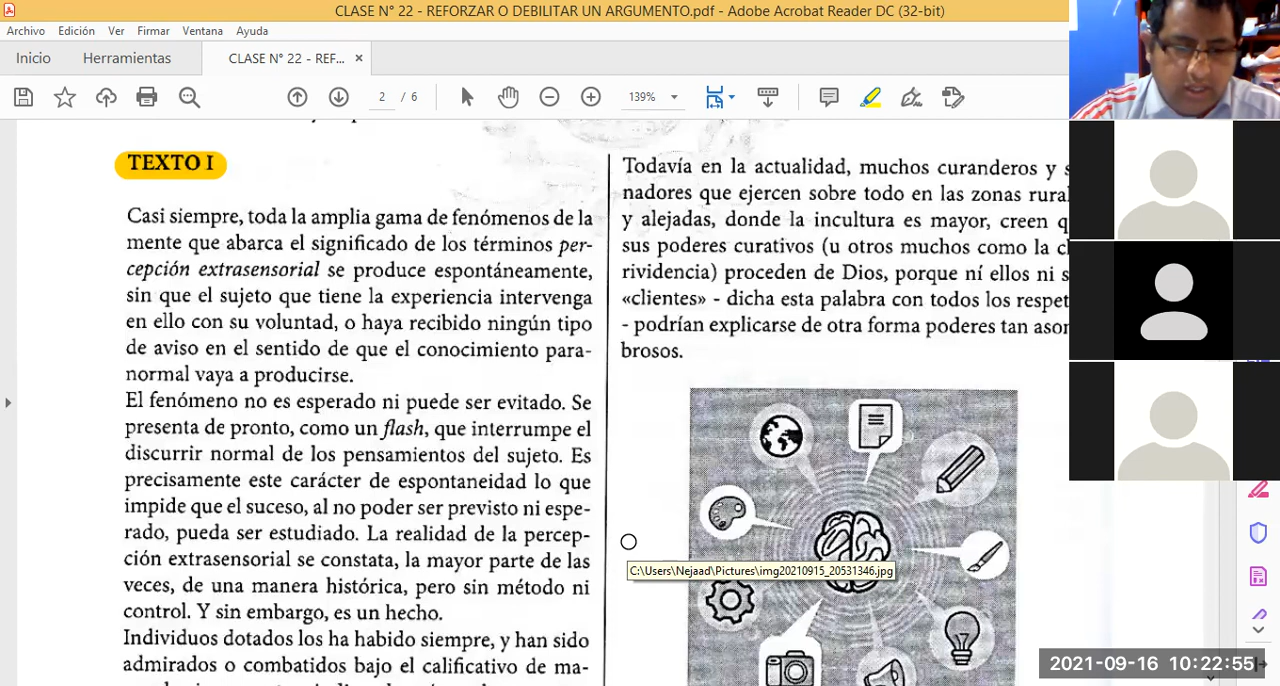 CLASE N° 22 - REFORZAR O DEBILITAR UN ARGUMENTO.pdf - Adobe Acrobat Reader DC (32-bit)
Archivo Edición Ver Firmar Ventana Ayuda
Inicio Herramientas CLASE N° 22 - REF... ×
2 / 6 139%
TEXTO I
Casi siempre, toda la amplia gama de fenómenos de la
mente que abarca el significado de los términos per-
cepción extrasensorial se produce espontáneamente,
sin que el sujeto que tiene la experiencia intervenga
en ello con su voluntad, o haya recibido ningún tipo
de aviso en el sentido de que el conocimiento para-
normal vaya a producirse.
El fenómeno no es esperado ni puede ser evitado. Se
presenta de pronto, como un flash, que interrumpe el
discurrir normal de los pensamientos del sujeto. Es
precisamente este carácter de espontaneidad lo que
impide que el suceso, al no poder ser previsto ni espe-
rado, pueda ser estudiado. La realidad de la percep-
ción extrasensorial se constata, la mayor parte de las
veces, de una manera histórica, pero sin método ni
control. Y sin embargo, es un hecho.
Individuos dotados los ha habido siempre, y han sido
admirados o combatidos bajo el calificativo de ma-
Todavía en la actualidad, muchos curanderos y s
nadores que ejercen sobre todo en las zonas rural
y alejadas, donde la incultura es mayor, creen q
sus poderes curativos (u otros muchos como la cl
rividencia) proceden de Dios, porque ní ellos ni s
«clientes» - dicha esta palabra con todos los respet
- podrían explicarse de otra forma poderes tan asom
brosos.
C:\Users\Nejaad\Pictures\img20210915_20531346.jpg
2021-09-16 10:22:55